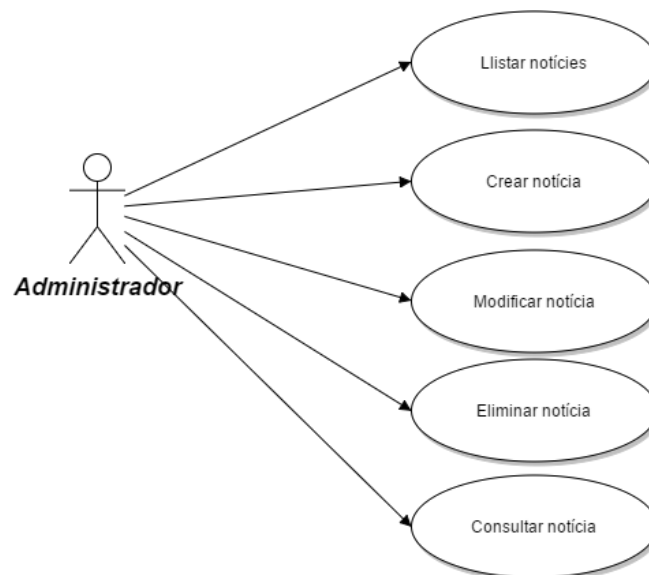 Llistar notícies
Crear notícia
Administrador
Modificar notícia
Eliminar notícia
Consultar notícia